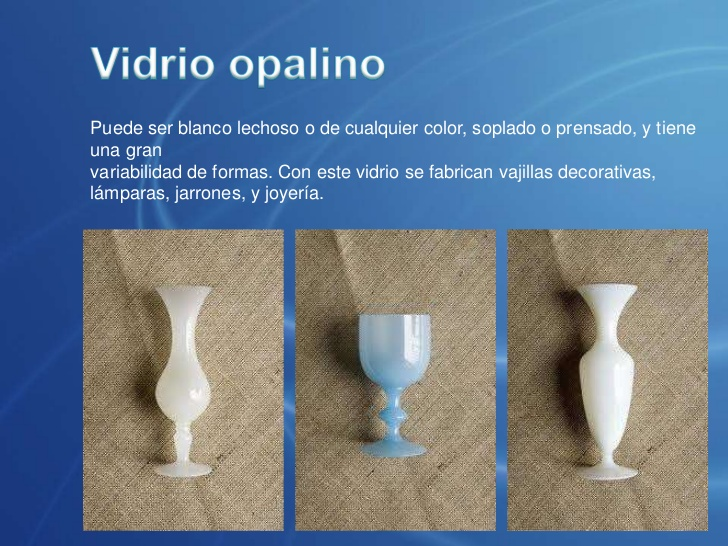 Vidrio opalino
Puede ser blanco lechoso o de cualquier color, soplado o prensado, y tiene
una gran
variabilidad de formas. Con este vidrio se fabrican vajillas decorativas,
lámparas, jarrones, y joyería.